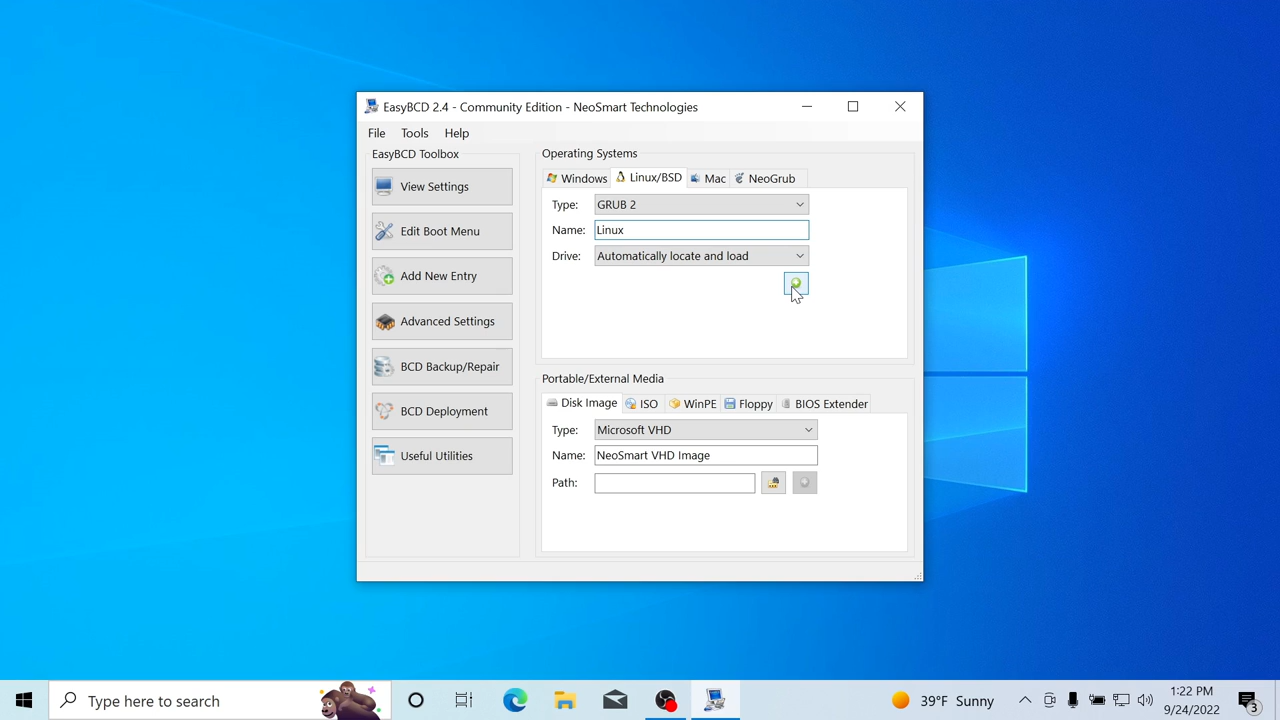 EasyBCD 2.4 - Community Edition - NeoSmart Technologies
File Tools Help
EasyBCD Toolbox
View Settings
Edit Boot Menu
Add New Entry
Advanced Settings
BCD Backup/Repair
BCD Deployment
Useful Utilities
Operating Systems
Windows Linux/BSD Mac NeoGrub
Type: GRUB 2
Name: Linux
Drive: Automatically locate and load
Portable/External Media
Disk Image ISO WinPE Floppy BIOS Extender
Type: Microsoft VHD
Name: NeoSmart VHD Image
Path:
Type here to search
39°F Sunny
1:22 PM
9/24/2022
3